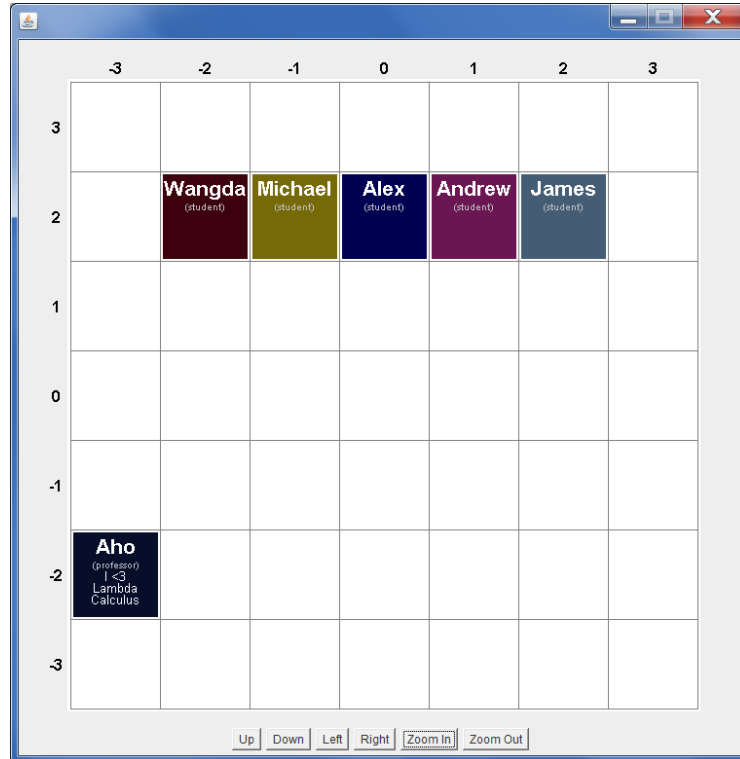 -3 -2 -1 0 1 2 3
3
Wangda Michael Alex Andrew James
(student) (student) (student) (student) (student)
2
1
0
-1
Aho
(professor)
-2 I <3
Lambda
Calculus
-3
Up Down Left Right Zoom In Zoom Out